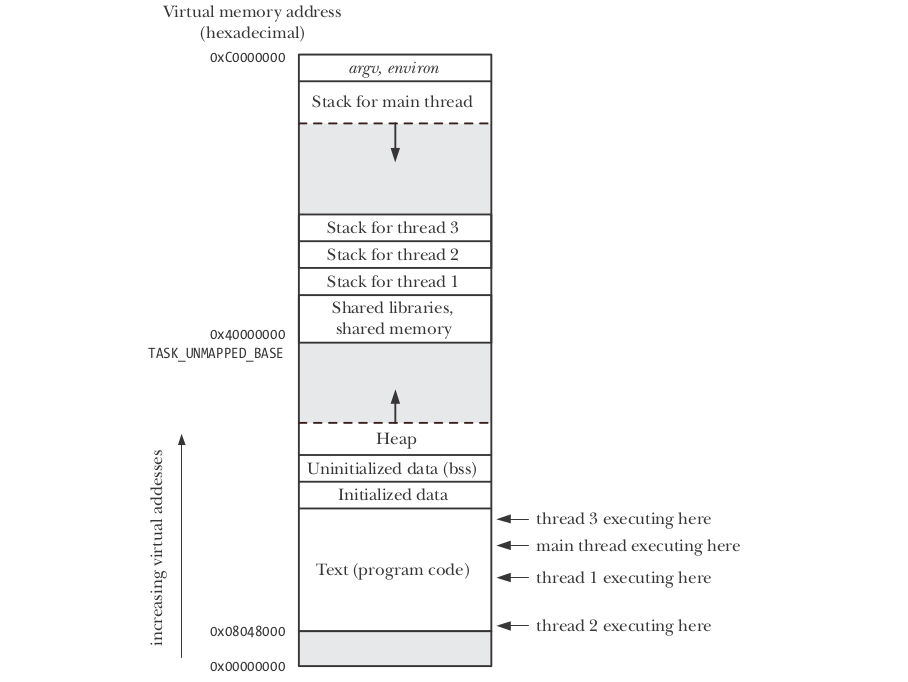 Virtual memory address
(hexadecimal)
0xC0000000
argv, environ
Stack for main thread
Stack for thread 3
Stack for thread 2
Stack for thread 1
Shared libraries,
shared memory
0x40000000
TASK_UNMAPPED_BASE
Heap
Uninitialized data (bss)
Initialized data
thread 3 executing here
main thread executing here
Text (program code)
thread 1 executing here
thread 2 executing here
0x08048000
0x00000000
increasing virtual addesses